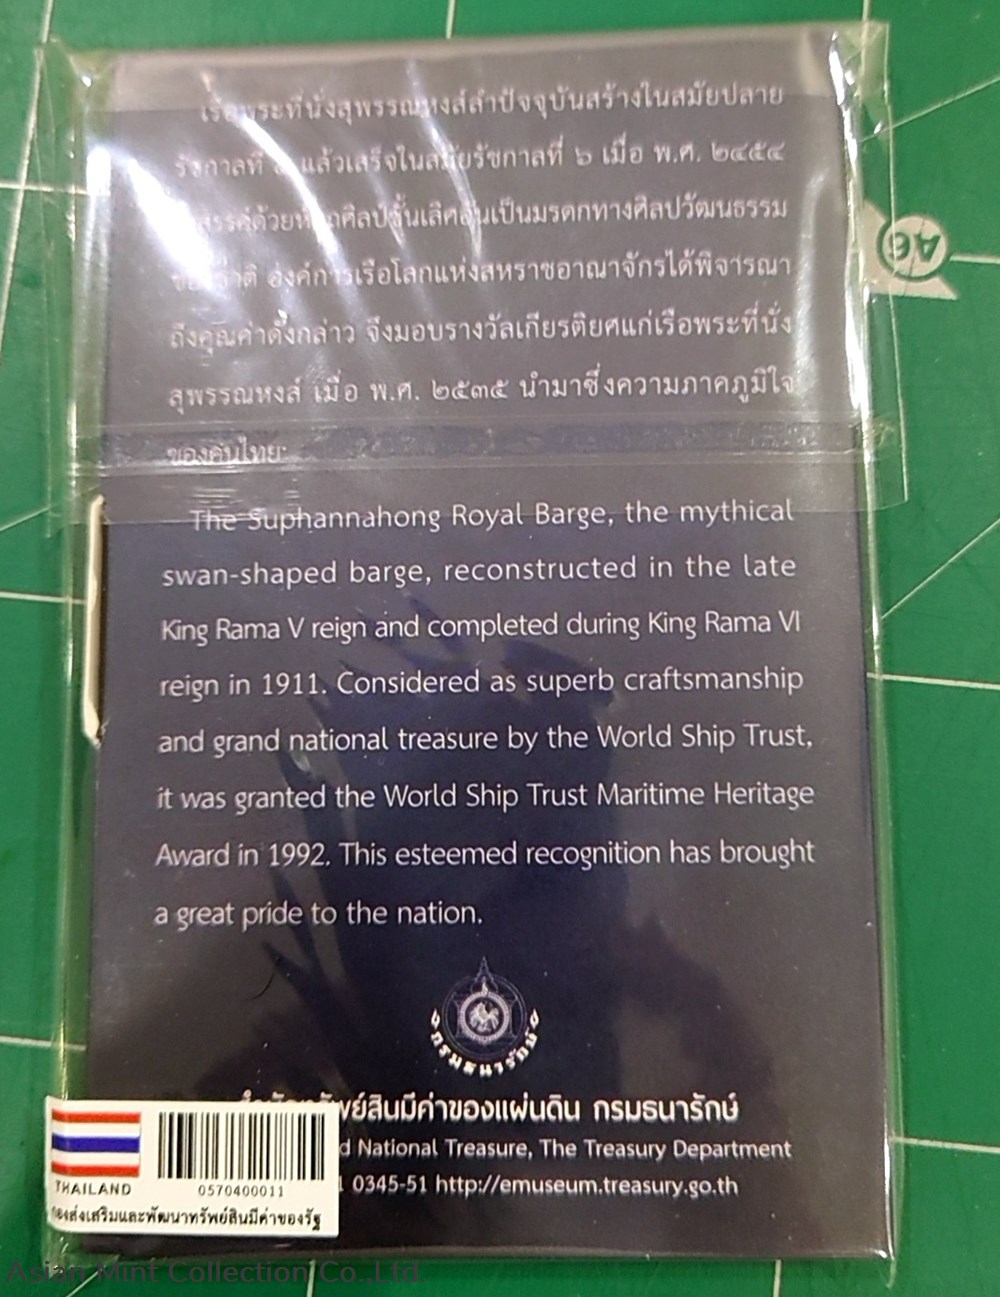 เรือพระที่นั่งสุพรรณหงส์ลำปัจจุบันสร้างในสมัยปลาย
รัชกาลที่ แล้วเสร็จในสมัยรัชกาลที่ ๖ เมื่อ พ.ศ. ๒๔๕๔
ศิลป์ชั้นเลิศอันเป็นมรดกทางศิลปวัฒนธรรม
องค์การเรือโลกแห่งสหราชอาณาจักรได้พิจารณา
ถึงคุณค่าดังกล่าว จึงมอบรางวัลเกียรติยศแก่เรือพระที่นั่ง
สุพรรณหงส์ เมื่อ พ.ศ. ๒๕๓๕ นำมาซึ่งความภาคภูมิใจ
ของคนไทย
The Suphannahong Royal Barge, the mythical
swan-shaped barge, reconstructed in the late
King Rama V reign and completed during King Rama VI
reign in 1911. Considered as superb craftsmanship
and grand national treasure by the World Ship Trust,
it was granted the World Ship Trust Maritime Heritage
Award in 1992. This esteemed recognition has brought
a great pride to the nation.
กรมธนารักษ์
ทรัพย์สินมีค่าของแผ่นดิน กรมธนารักษ์
National Treasure, The Treasury Department
0345-51 http://emuseum.treasury.go.th
THAILAND
0570400011
กองส่งเสริมและพัฒนาทรัพย์สินมีค่าของรัฐ
A6
Asian Mint Collection Co.,Ltd.